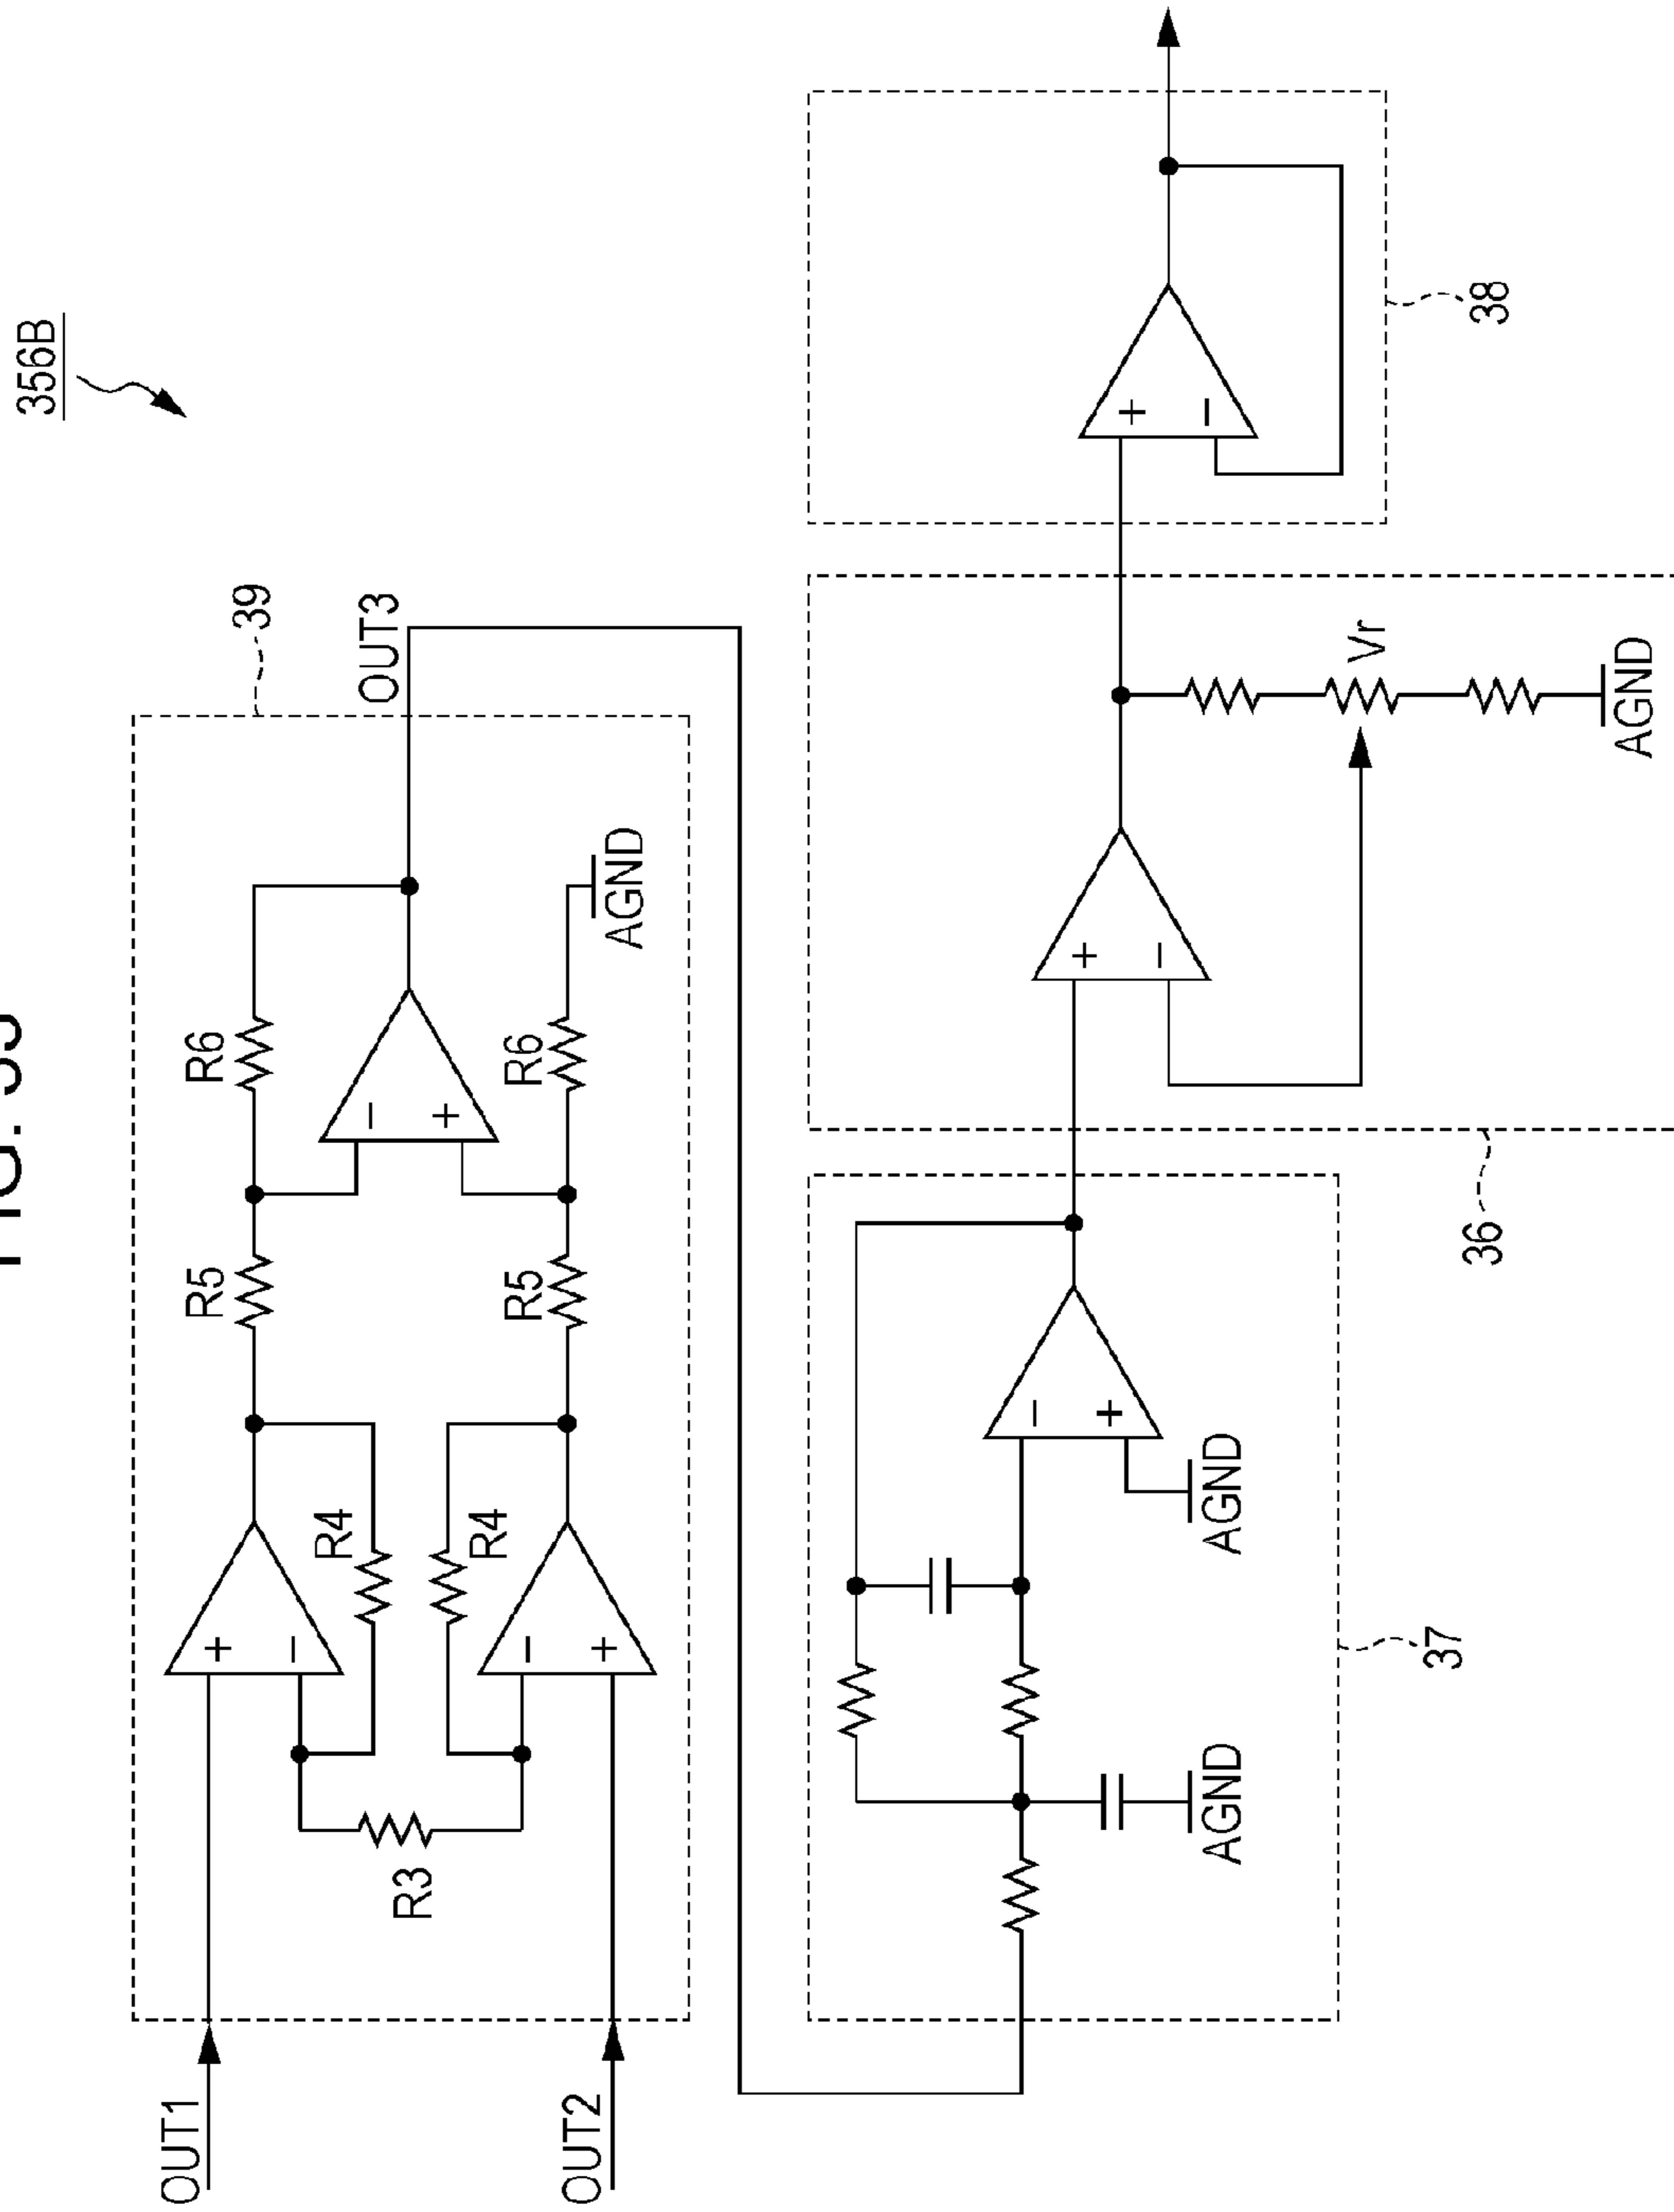 356B
39
OUT1
OUT2
OUT3
R3
R4
R4
R5
R5
R6
R6
AGND
+
−
−
+
−
+
37
AGND
AGND
−
+
36
+
−
Vr
AGND
38
+
−